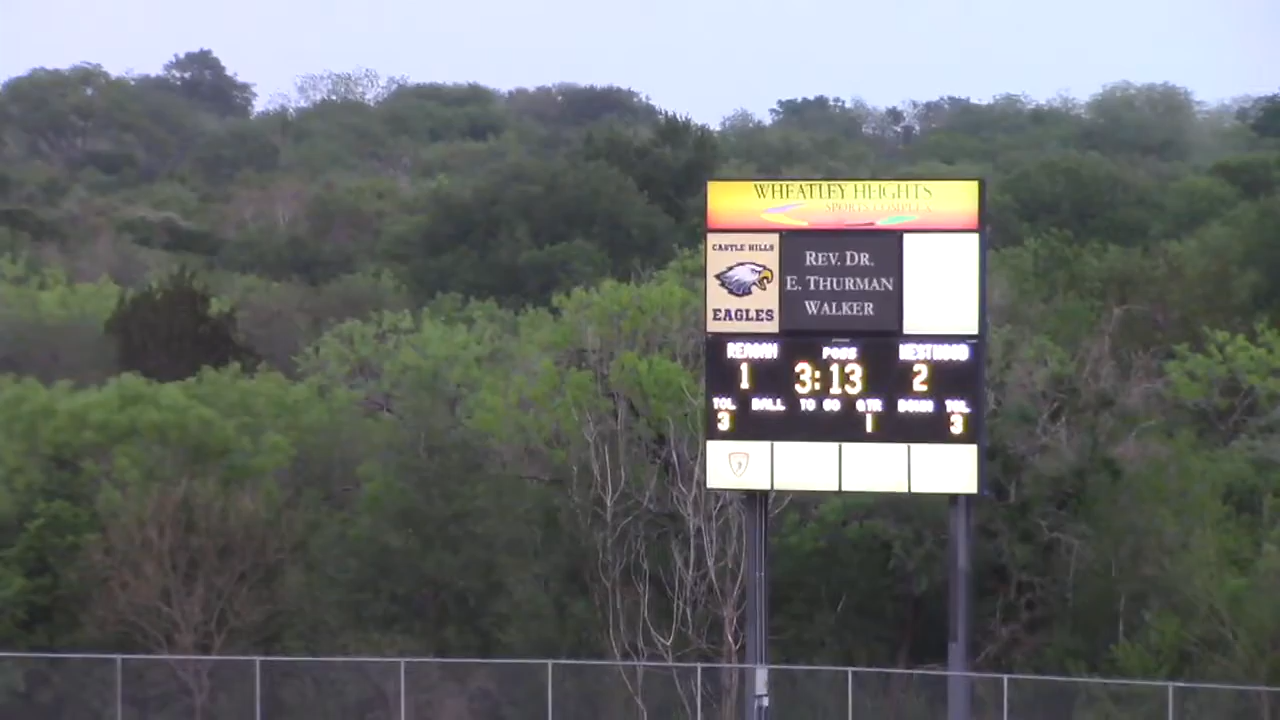 WHEATLEY HEIGHTS
SPORTS COMPLEX
CASTLE HILLS
EAGLES
REV. DR.
E. THURMAN
WALKER
REAGAN POSS WESTWOOD
1 3:13 2
TOL BALL TO GO QTR DOWN TOL
3 1 3